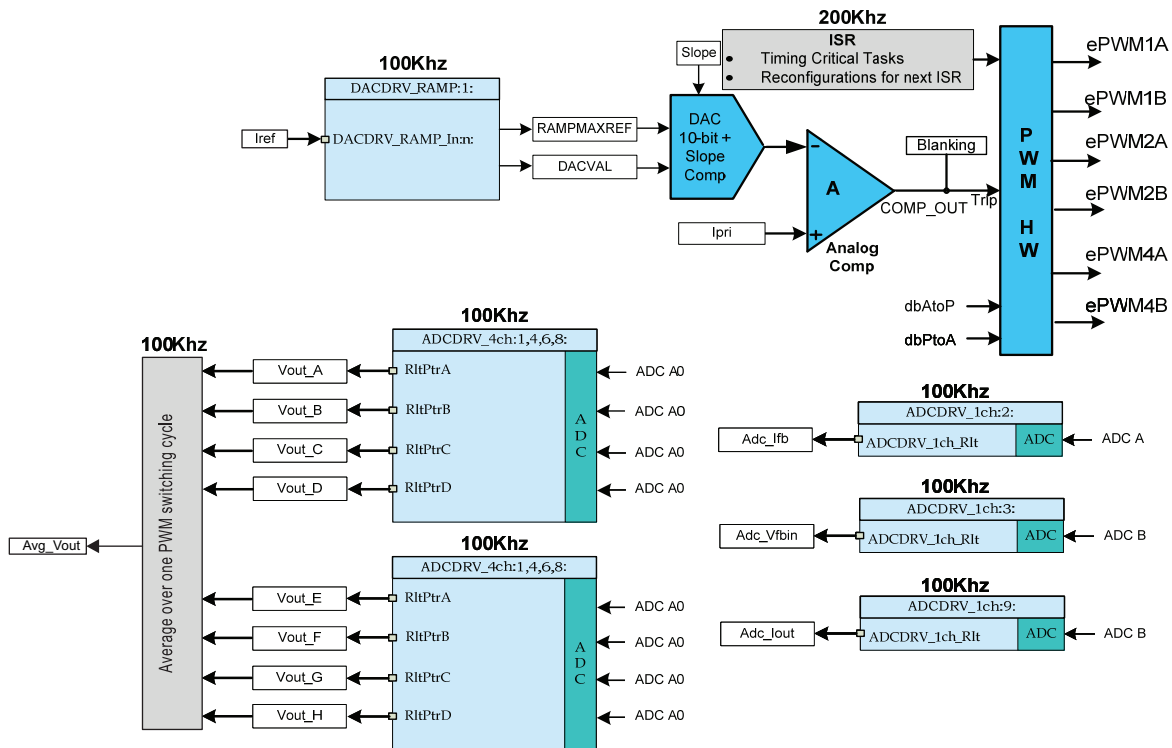 200Khz
ISR
• Timing Critical Tasks
• Reconfigurations for next ISR
Slope
100Khz
DACDRV_RAMP:1:
Iref
DACDRV_RAMP_In:n:
RAMPMAXREF
DACVAL
DAC
10-bit +
Slope
Comp
Ipri
-
+
A
Analog
Comp
Blanking
COMP_OUT
Trip
PWM HW
dbAtoP
dbPtoA
ePWM1A
ePWM1B
ePWM2A
ePWM2B
ePWM4A
ePWM4B
100Khz
Average over one PWM switching cycle
Avg_Vout
100Khz
ADCDRV_4ch:1,4,6,8:
Vout_A
RltPtrA
ADC A0
Vout_B
RltPtrB
ADC A0
Vout_C
RltPtrC
ADC A0
Vout_D
RltPtrD
ADC A0
ADC
100Khz
ADCDRV_4ch:1,4,6,8:
Vout_E
RltPtrA
ADC A0
Vout_F
RltPtrB
ADC A0
Vout_G
RltPtrC
ADC A0
Vout_H
RltPtrD
ADC A0
ADC
100Khz
ADCDRV_1ch:2:
Adc_Ifb
ADCDRV_1ch_Rlt
ADC
ADC A
100Khz
ADCDRV_1ch:3:
Adc_Vfbin
ADCDRV_1ch_Rlt
ADC
ADC B
100Khz
ADCDRV_1ch:9:
Adc_Iout
ADCDRV_1ch_Rlt
ADC
ADC B